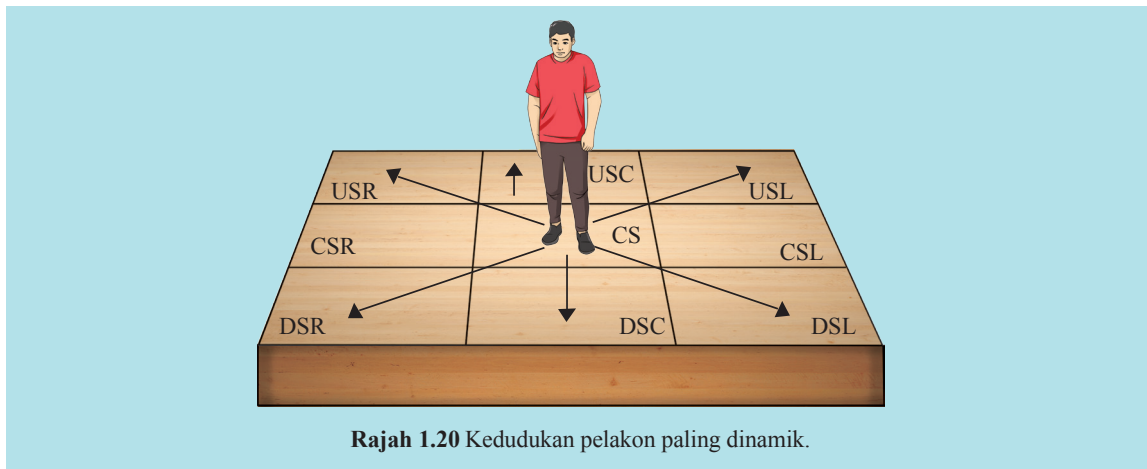 USC
USR
USL
CS
CSR
CSL
DSR
DSC
DSL
Rajah 1.20 Kedudukan pelakon paling dinamik.